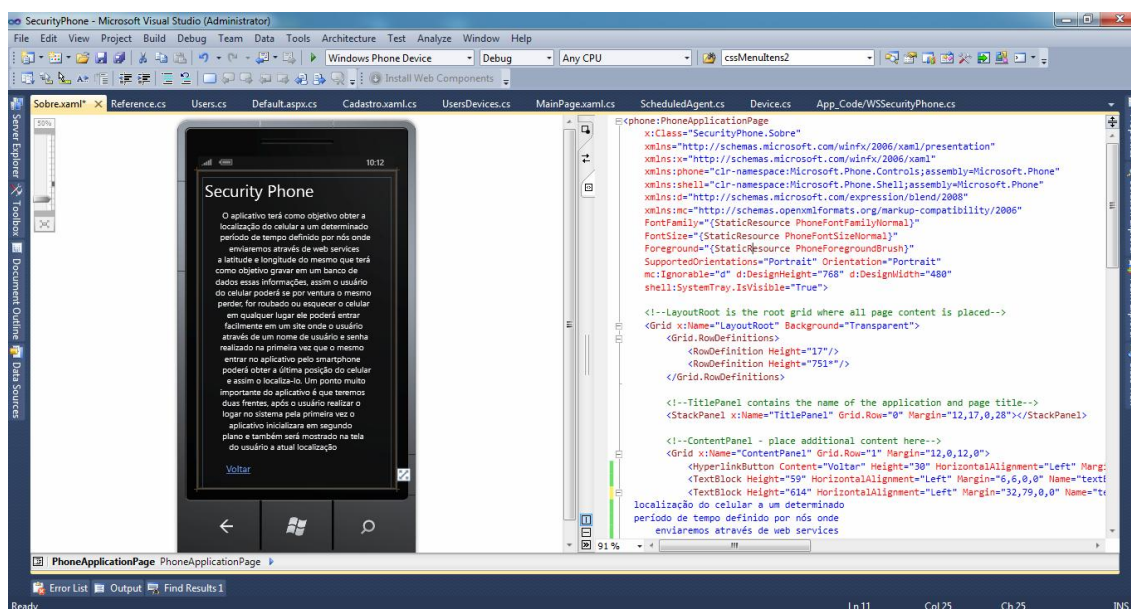 SecurityPhone - Microsoft Visual Studio (Administrator)
File Edit View Project Build Debug Team Data Tools Architecture Test Analyze Window Help
Windows Phone Device Debug Any CPU cssMenuItens2
Install Web Components
Sobre.xaml* Reference.cs Users.cs Default.aspx.cs Cadastro.xaml.cs UsersDevices.cs MainPage.xaml.cs ScheduledAgent.cs Device.cs App_Code/WSSecurityPhone.cs
Server Explorer
Toolbox
Document Outline
Data Sources
50%
10:12
Security Phone
O aplicativo terá como objetivo obter a
localização do celular a um determinado
período de tempo definido por nós onde
enviaremos através de web services
a latitude e longitude do mesmo que terá
como objetivo gravar em um banco de
dados essas informações, assim o usuário
do celular poderá se por ventura o mesmo
perder, for roubado ou esquecer o celular
em qualquer lugar ele poderá entrar
facilmente em um site onde o usuário
através de um nome de usuário e senha
realizado na primeira vez que o mesmo
entrar no aplicativo pelo smartphone
poderá obter a última posição do celular
e assim o localiza-lo. Um ponto muito
importante do aplicativo é que teremos
duas frentes, após o usuário realizar o
logar no sistema pela primeira vez o
aplicativo inicializara em segundo
plano e também será mostrado na tela
do usuário a atual localização
Voltar
<phone:PhoneApplicationPage
x:Class="SecurityPhone.Sobre"
xmlns="http://schemas.microsoft.com/winfx/2006/xaml/presentation"
xmlns:x="http://schemas.microsoft.com/winfx/2006/xaml"
xmlns:phone="clr-namespace:Microsoft.Phone.Controls;assembly=Microsoft.Phone"
xmlns:shell="clr-namespace:Microsoft.Phone.Shell;assembly=Microsoft.Phone"
xmlns:d="http://schemas.microsoft.com/expression/blend/2008"
xmlns:mc="http://schemas.openxmlformats.org/markup-compatibility/2006"
FontFamily="{StaticResource PhoneFontFamilyNormal}"
FontSize="{StaticResource PhoneFontSizeNormal}"
Foreground="{StaticResource PhoneForegroundBrush}"
SupportedOrientations="Portrait" Orientation="Portrait"
mc:Ignorable="d" d:DesignHeight="768" d:DesignWidth="480"
shell:SystemTray.IsVisible="True">
<!--LayoutRoot is the root grid where all page content is placed-->
<Grid x:Name="LayoutRoot" Background="Transparent">
<Grid.RowDefinitions>
<RowDefinition Height="17"/>
<RowDefinition Height="751*"/>
</Grid.RowDefinitions>
<!--TitlePanel contains the name of the application and page title-->
<StackPanel x:Name="TitlePanel" Grid.Row="0" Margin="12,17,0,28"></StackPanel>
<!--ContentPanel - place additional content here-->
<Grid x:Name="ContentPanel" Grid.Row="1" Margin="12,0,12,0">
<HyperlinkButton Content="Voltar" Height="30" HorizontalAlignment="Left" Marg
<TextBlock Height="59" HorizontalAlignment="Left" Margin="6,6,0,0" Name="text
<TextBlock Height="614" HorizontalAlignment="Left" Margin="32,79,0,0" Name="te
localização do celular a um determinado
período de tempo definido por nós onde
enviaremos através de web services
91 %
PhoneApplicationPage PhoneApplicationPage
Error List Output Find Results 1
Ready Ln 11 Col 25 Ch 25 INS